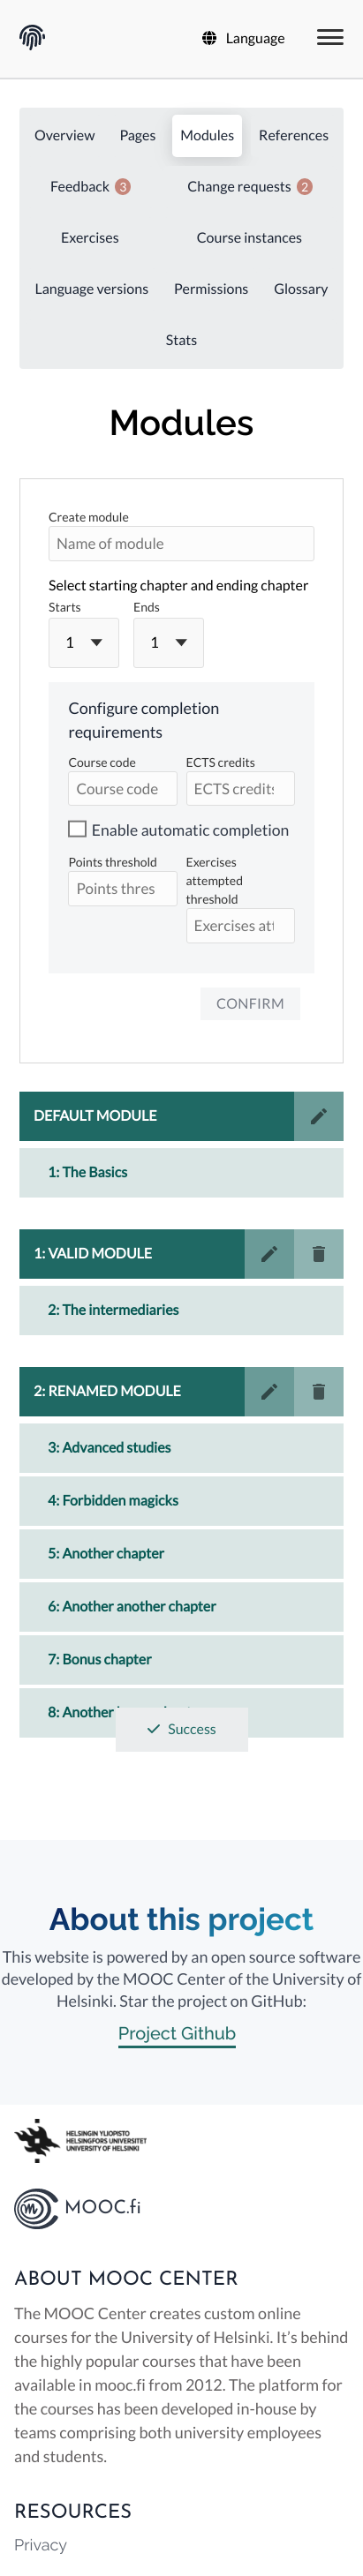 Language
Overview Pages Modules References
Feedback 3 Change requests 2
Exercises Course instances
Language versions Permissions Glossary
Stats
Modules
Create module
Name of module
Select starting chapter and ending chapter
Starts Ends
1 1
Configure completion
requirements
Course code ECTS credits
Course code ECTS credits
Enable automatic completion
Points threshold Exercises
attempted
threshold
Points thres
Exercises att
CONFIRM
DEFAULT MODULE
1: The Basics
1: VALID MODULE
2: The intermediaries
2: RENAMED MODULE
3: Advanced studies
4: Forbidden magicks
5: Another chapter
6: Another another chapter
7: Bonus chapter
8: Another
Success
About this project
This website is powered by an open source software
developed by the MOOC Center of the University of
Helsinki. Star the project on GitHub:
Project Github
HELSINGIN YLIOPISTO
HELSINGFORS UNIVERSITET
UNIVERSITY OF HELSINKI
MOOC.fi
ABOUT MOOC CENTER
The MOOC Center creates custom online
courses for the University of Helsinki. It’s behind
the highly popular courses that have been
available in mooc.fi from 2012. The platform for
the courses has been developed in-house by
teams comprising both university employees
and students.
RESOURCES
Privacy